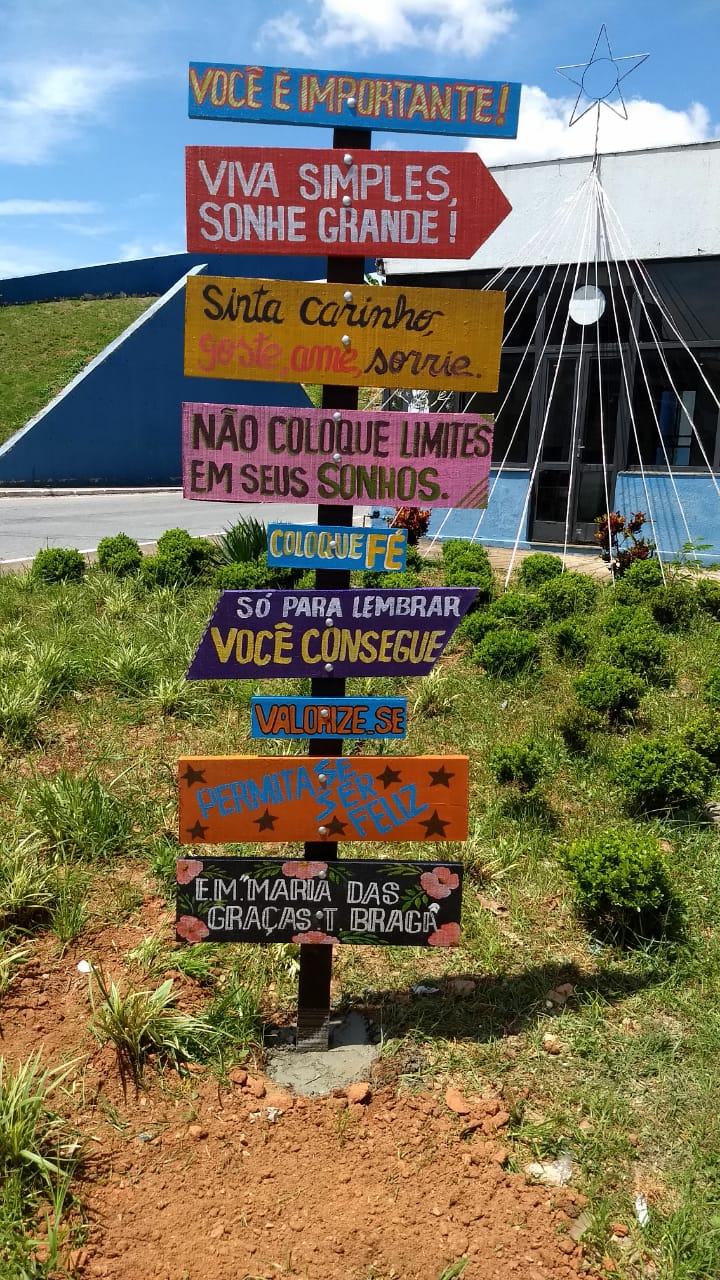 VOCÊ É IMPORTANTE!
VIVA SIMPLES,
SONHE GRANDE!
Sinta carinho,
goste, ame, sorrie.
NÃO COLOQUE LIMITES
EM SEUS SONHOS.
COLOQUE FÉ
SÓ PARA LEMBRAR
VOCÊ CONSEGUE
VALORIZE-SE
PERMITA SE
SER
FELIZ
E.M."MARIA DAS
GRAÇAS T BRAGA"